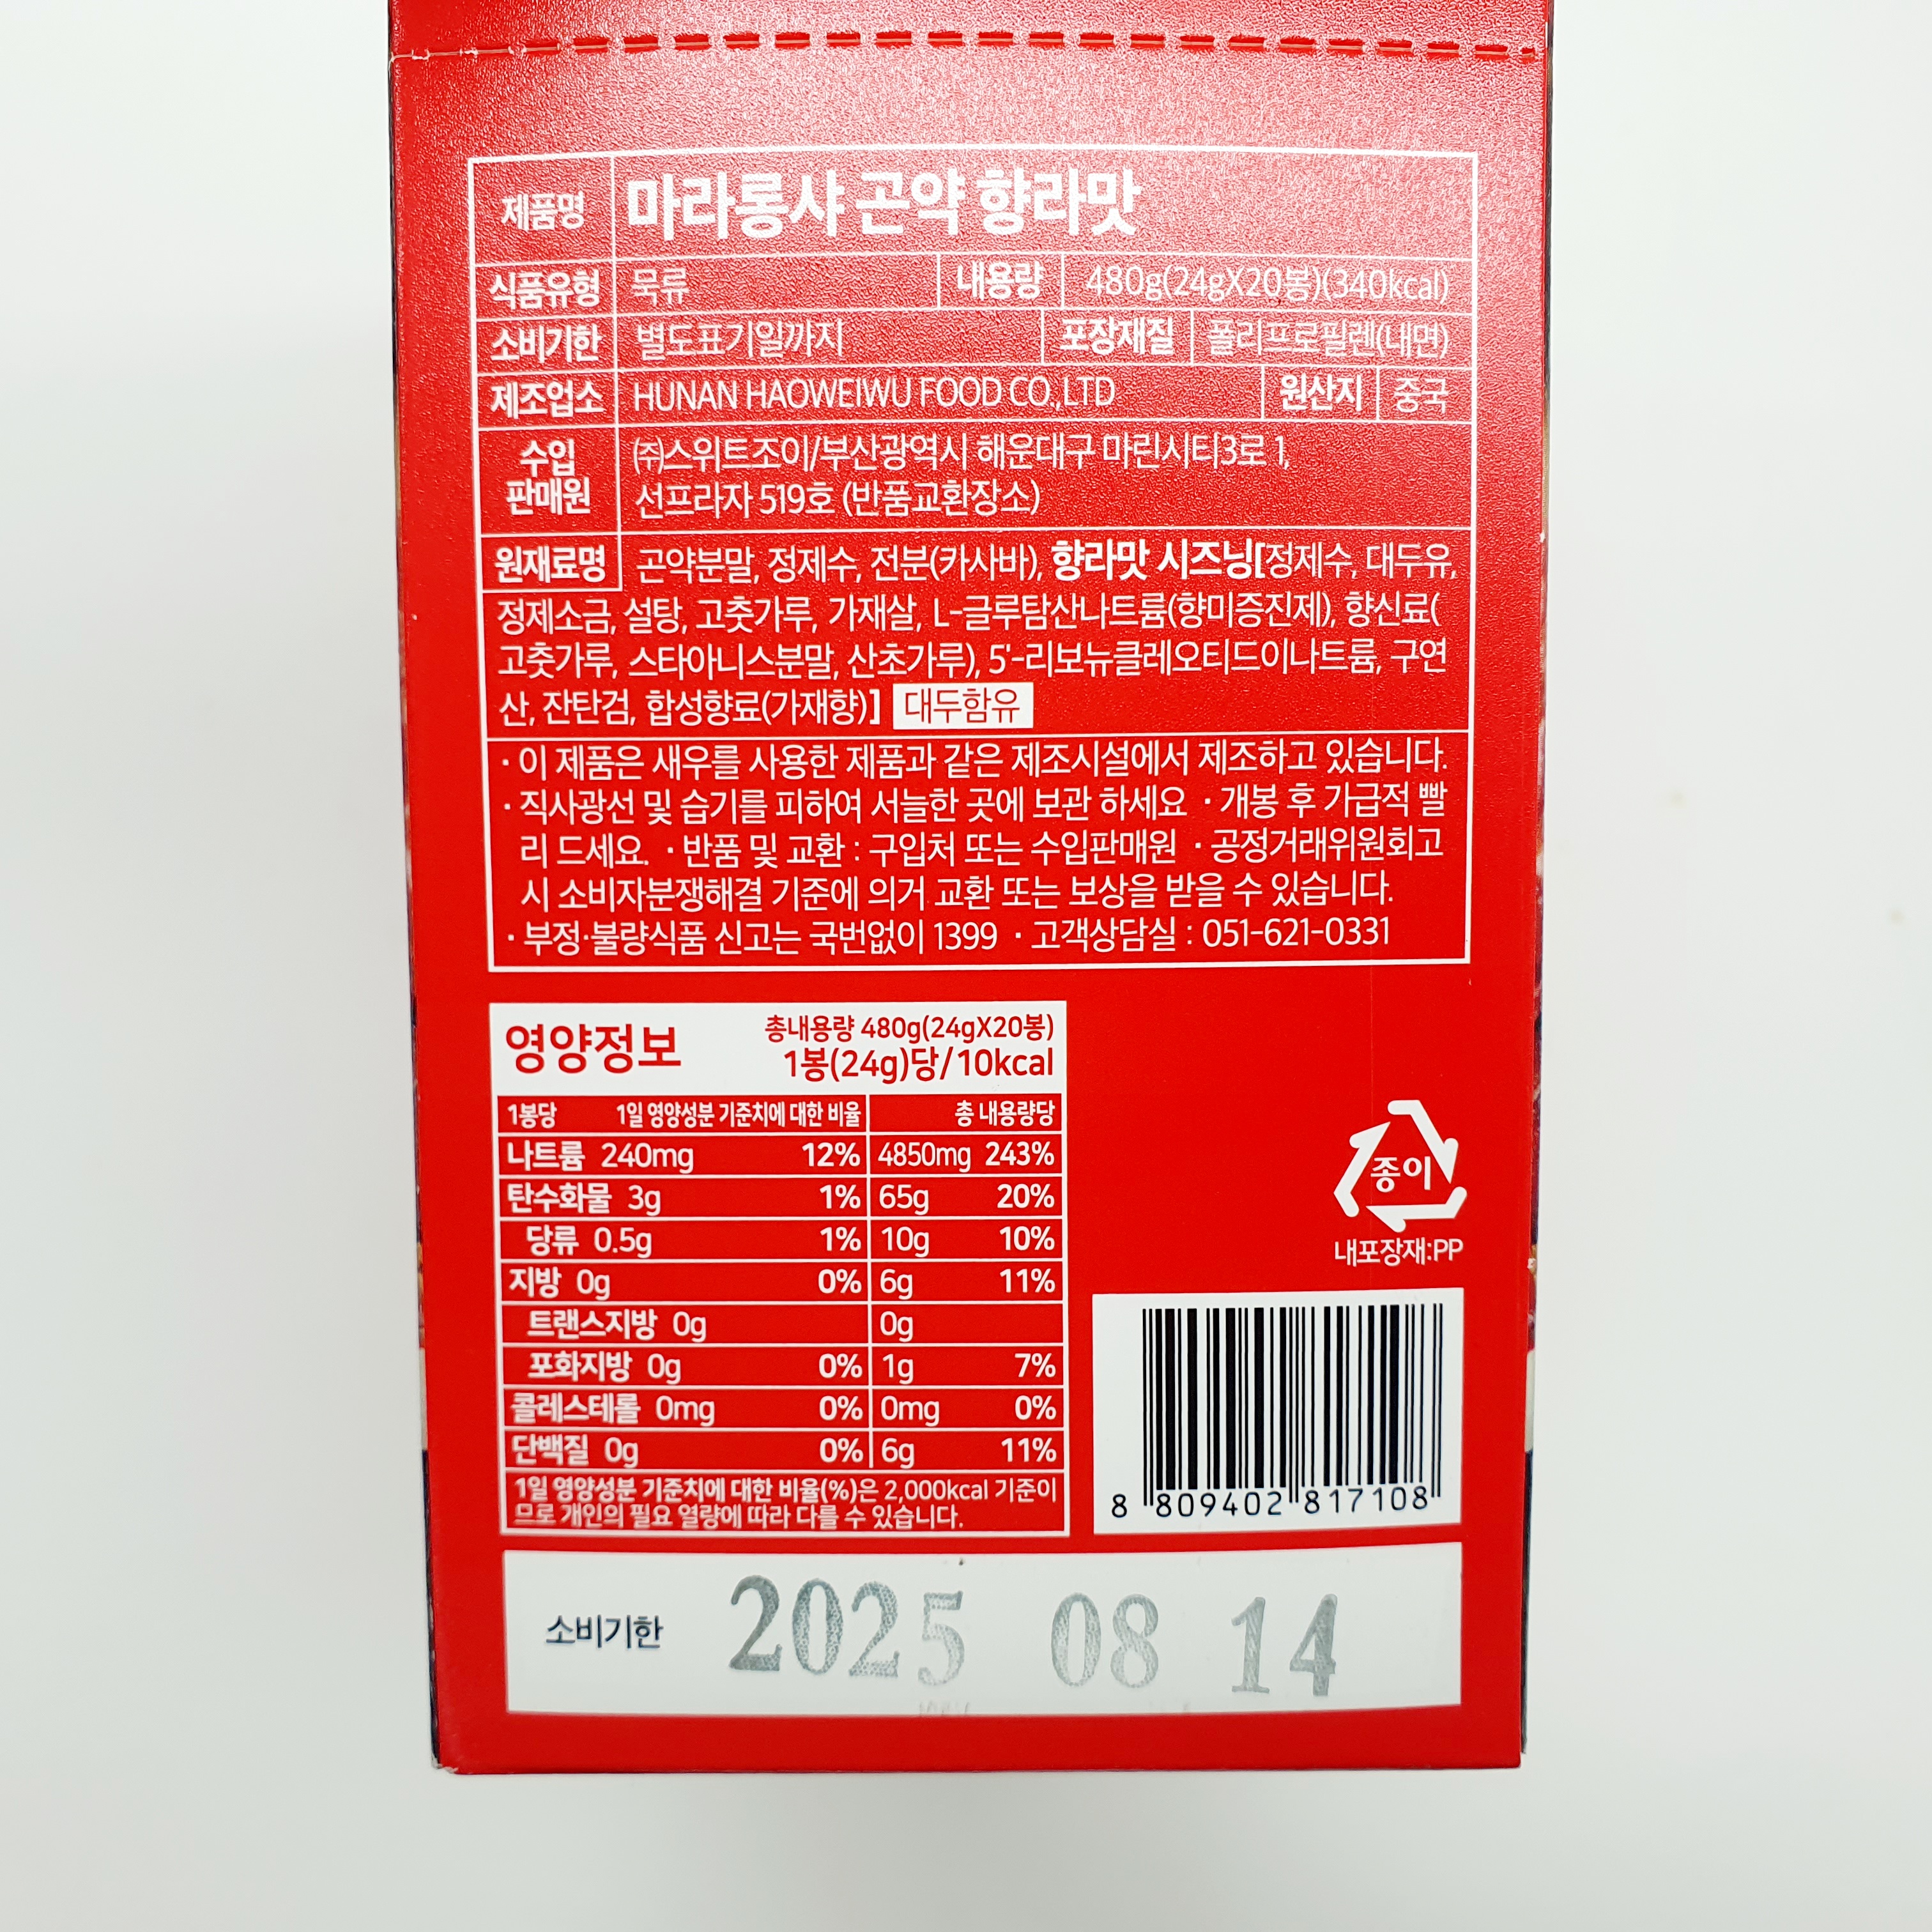 제품명 마라롱샤 곤약 향라맛
식품유형 묵류 내용량 480g(24gX20봉)(340kcal)
소비기한 별도표기일까지 포장재질 폴리프로필렌(내면)
제조업소 HUNAN HAOWEIWU FOOD CO.,LTD 원산지 중국
수입 판매원 ㈜스위트조이/부산광역시 해운대구 마린시티3로 1,
선프라자 519호 (반품교환장소)
원재료명 곤약분말, 정제수, 전분(카사바), 향라맛 시즈닝[정제수, 대두유,
정제소금, 설탕, 고춧가루, 가재살, L-글루탐산나트륨(향미증진제), 향신료(
고춧가루, 스타아니스분말, 산초가루), 5'-리보뉴클레오티드이나트륨, 구연
산, 잔탄검, 합성향료(가재향)] 대두함유
· 이 제품은 새우를 사용한 제품과 같은 제조시설에서 제조하고 있습니다.
· 직사광선 및 습기를 피하여 서늘한 곳에 보관 하세요 · 개봉 후 가급적 빨
리 드세요. · 반품 및 교환 : 구입처 또는 수입판매원 · 공정거래위원회고
시 소비자분쟁해결 기준에 의거 교환 또는 보상을 받을 수 있습니다.
· 부정·불량식품 신고는 국번없이 1399 · 고객상담실 : 051-621-0331
영양정보 총내용량 480g(24gX20봉)
1봉(24g)당/10kcal
1봉당 1일 영양성분 기준치에 대한 비율 총 내용량당
나트륨 240mg 12% 4850mg 243%
탄수화물 3g 1% 65g 20%
당류 0.5g 1% 10g 10%
지방 0g 0% 6g 11%
트랜스지방 0g 0g
포화지방 0g 0% 1g 7%
콜레스테롤 0mg 0% 0mg 0%
단백질 0g 0% 6g 11%
1일 영양성분 기준치에 대한 비율(%)은 2,000kcal 기준이
므로 개인의 필요 열량에 따라 다를 수 있습니다.
종이
내포장재:PP
8 809402 817108
소비기한 2025 08 14